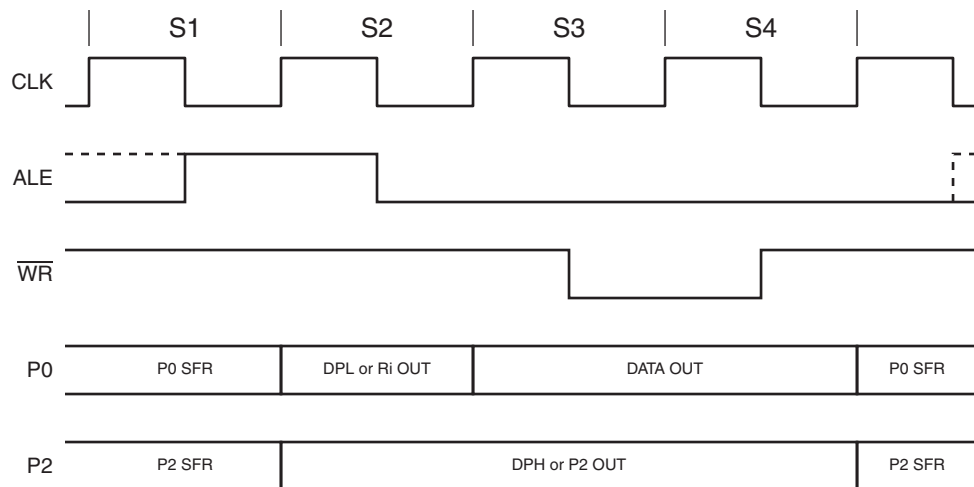 S1 S2 S3 S4
CLK
ALE
WR
P0 P0 SFR DPL or Ri OUT DATA OUT P0 SFR
P2 P2 SFR DPH or P2 OUT P2 SFR